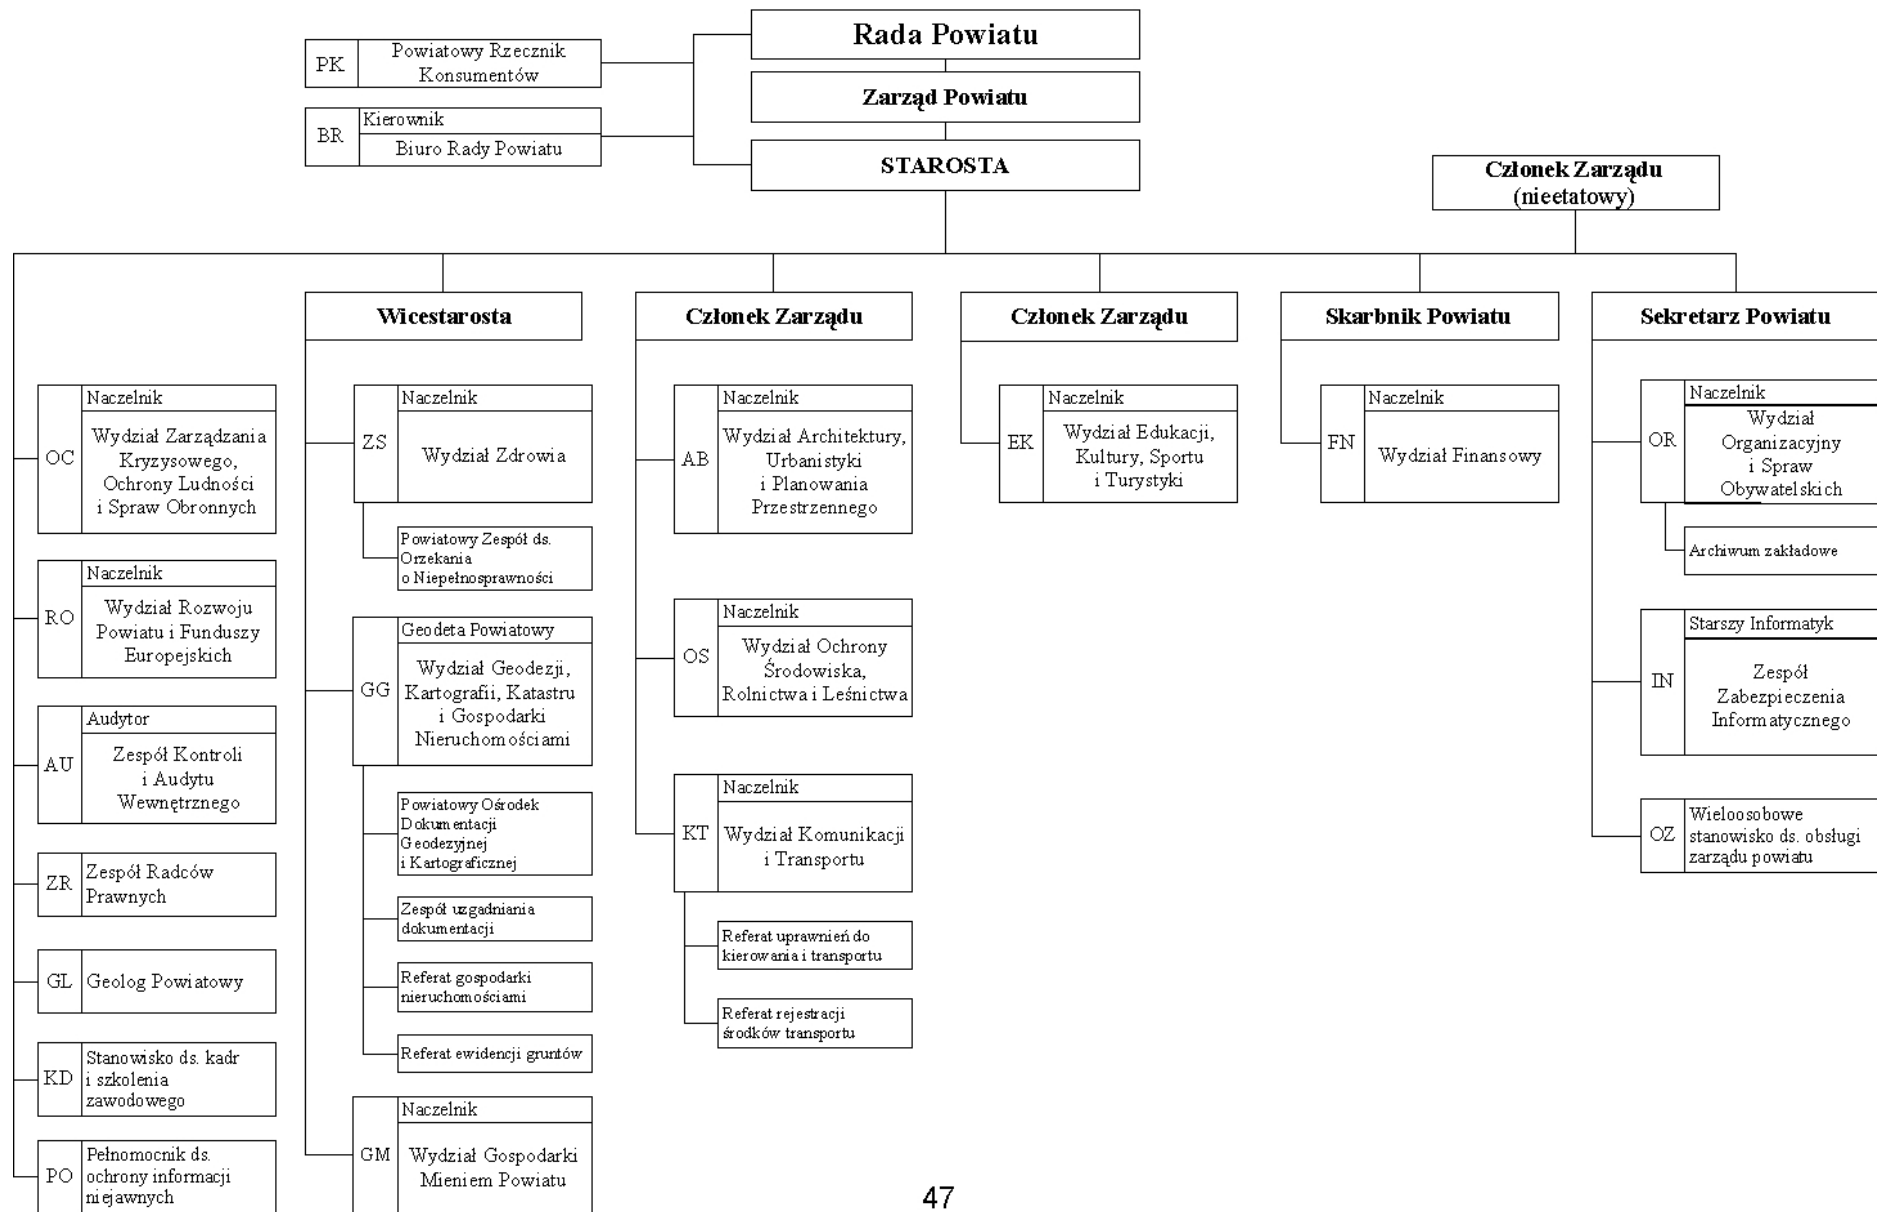 Rada Powiatu
PK
Powiatowy Rzecznik
Konsumentów
Zarząd Powiatu
BR
Kierownik
Biuro Rady Powiatu
STAROSTA
Członek Zarządu
(nieetatowy)
Wicestarosta
Członek Zarządu
Członek Zarządu
Skarbnik Powiatu
Sekretarz Powiatu
OC
Naczelnik
Wydział Zarządzania
Kryzysowego,
Ochrony Ludności
i Spraw Obronnych
RO
Naczelnik
Wydział Rozwoju
Powiatu i Funduszy
Europejskich
AU
Audytor
Zespół Kontroli
i Audytu
Wewnętrznego
ZR
Zespół Radców
Prawnych
GL
Geolog Powiatowy
KD
Stanowisko ds. kadr
i szkolenia
zawodowego
PO
Pełnomocnik ds.
ochrony informacji
niejawnych
ZS
Naczelnik
Wydział Zdrowia
Powiatowy Zespół ds.
Orzekania
o Niepełnosprawności
GG
Geodeta Powiatowy
Wydział Geodezji,
Kartografii, Katastru
i Gospodarki
Nieruchomościami
Powiatowy Ośrodek
Dokumentacji
Geodezyjnej
i Kartograficznej
Zespół uzgadniania
dokumentacji
Referat gospodarki
nieruchomościami
Referat ewidencji gruntów
GM
Naczelnik
Wydział Gospodarki
Mieniem Powiatu
AB
Naczelnik
Wydział Architektury,
Urbanistyki
i Planowania
Przestrzennego
OS
Naczelnik
Wydział Ochrony
Środowiska,
Rolnictwa i Leśnictwa
KT
Naczelnik
Wydział Komunikacji
i Transportu
Referat uprawnień do
kierowania i transportu
Referat rejestracji
środków transportu
EK
Naczelnik
Wydział Edukacji,
Kultury, Sportu
i Turystyki
FN
Naczelnik
Wydział Finansowy
OR
Naczelnik
Wydział
Organizacyjny
i Spraw
Obywatelskich
Archiwum zakładowe
IN
Starszy Informatyk
Zespół
Zabezpieczenia
Informatycznego
OZ
Wieloosobowe
stanowisko ds. obsługi
zarządu powiatu
47